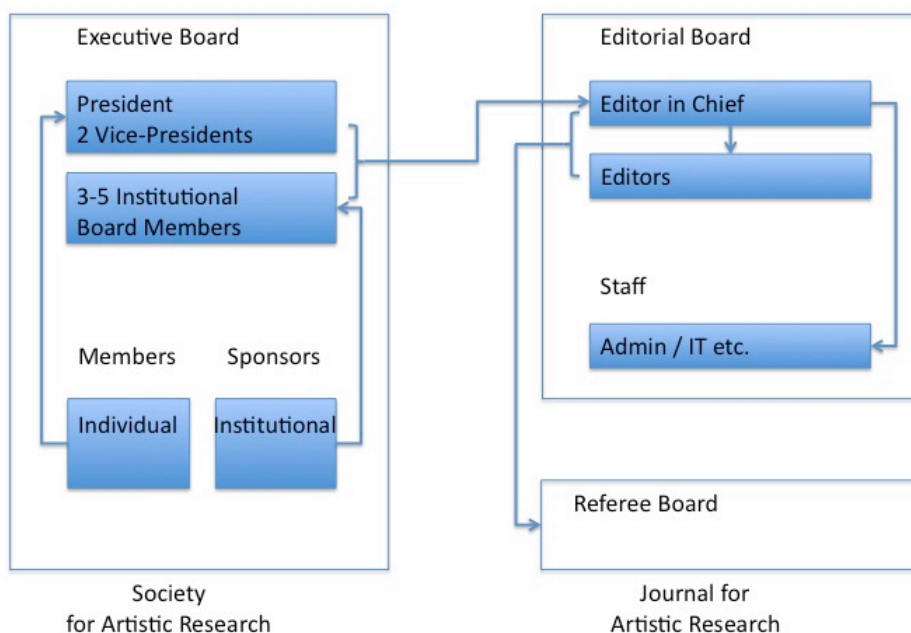 Executive Board
President
2 Vice-Presidents
3-5 Institutional
Board Members
Members
Sponsors
Individual
Institutional
Society
for Artistic Research
Editorial Board
Editor in Chief
Editors
Staff
Admin / IT etc.
Referee Board
Journal for
Artistic Research